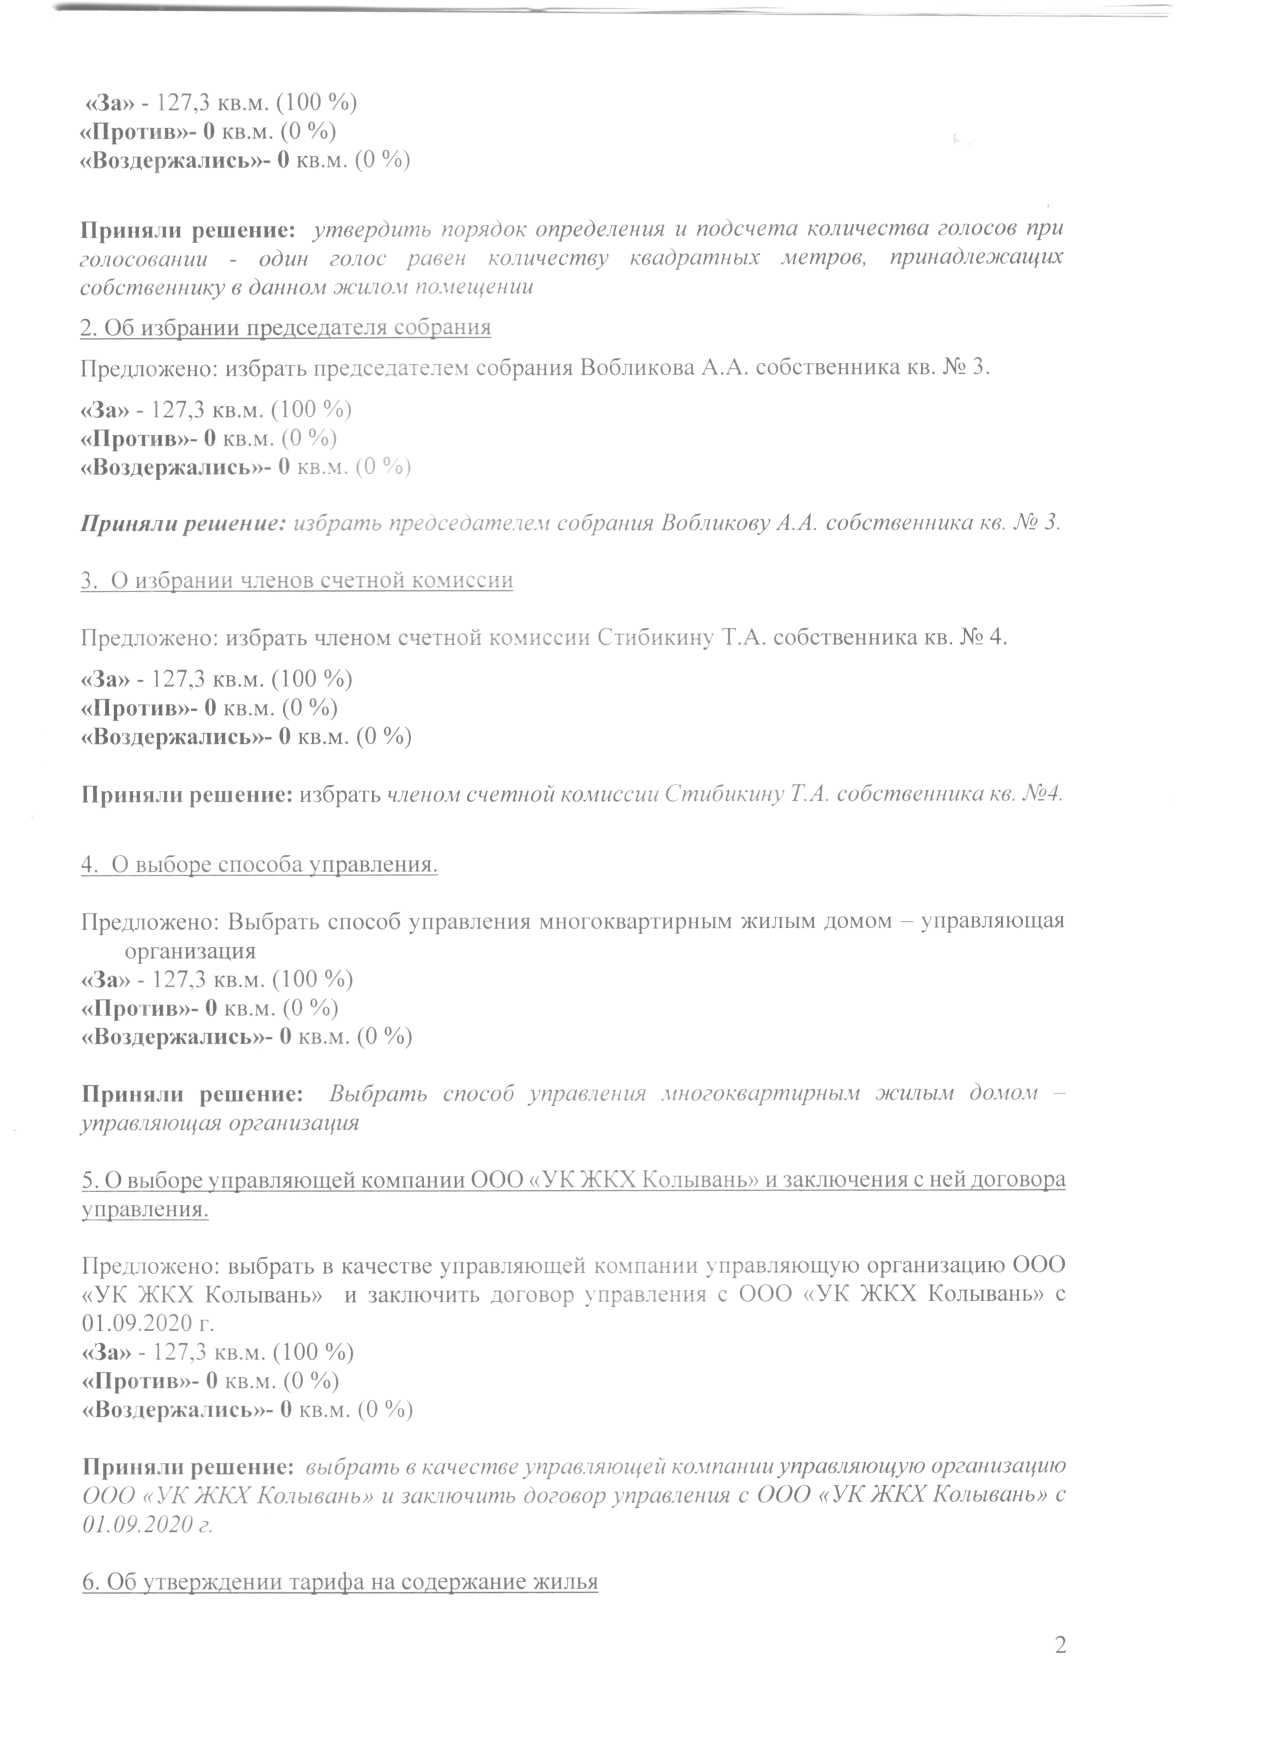 «За» - 127,3 кв.м. (100 %)
«Против»- 0 кв.м. (0 %)
«Воздержались»- 0 кв.м. (0 %)
Приняли решение: утвердить порядок определения и подсчета количества голосов при
голосовании - один голос равен количеству квадратных метров, принадлежащих
собственнику в данном жилом помещении
2. Об избрании председателя собрания
Предложено: избрать председателем собрания Вобликова А.А. собственника кв. № 3.
«За» - 127,3 кв.м. (100 %)
«Против»- 0 кв.м. (0 %)
«Воздержались»- 0 кв.м. (0 %)
Приняли решение: избрать председателем собрания Вобликову А.А. собственника кв. № 3.
3. О избрании членов счетной комиссии
Предложено: избрать членом счетной комиссии Стибикину Т.А. собственника кв. № 4.
«За» - 127,3 кв.м. (100 %)
«Против»- 0 кв.м. (0 %)
«Воздержались»- 0 кв.м. (0 %)
Приняли решение: избрать членом счетной комиссии Стибикину Т.А. собственника кв. №4.
4. О выборе способа управления.
Предложено: Выбрать способ управления многоквартирным жилым домом – управляющая
организация
«За» - 127,3 кв.м. (100 %)
«Против»- 0 кв.м. (0 %)
«Воздержались»- 0 кв.м. (0 %)
Приняли решение: Выбрать способ управления многоквартирным жилым домом –
управляющая организация
5. О выборе управляющей компании ООО «УК ЖКХ Колывань» и заключения с ней договора
управления.
Предложено: выбрать в качестве управляющей компании управляющую организацию ООО
«УК ЖКХ Колывань» и заключить договор управления с ООО «УК ЖКХ Колывань» с
01.09.2020 г.
«За» - 127,3 кв.м. (100 %)
«Против»- 0 кв.м. (0 %)
«Воздержались»- 0 кв.м. (0 %)
Приняли решение: выбрать в качестве управляющей компании управляющую организацию
ООО «УК ЖКХ Колывань» и заключить договор управления с ООО «УК ЖКХ Колывань» с
01.09.2020 г.
6. Об утверждении тарифа на содержание жилья
2